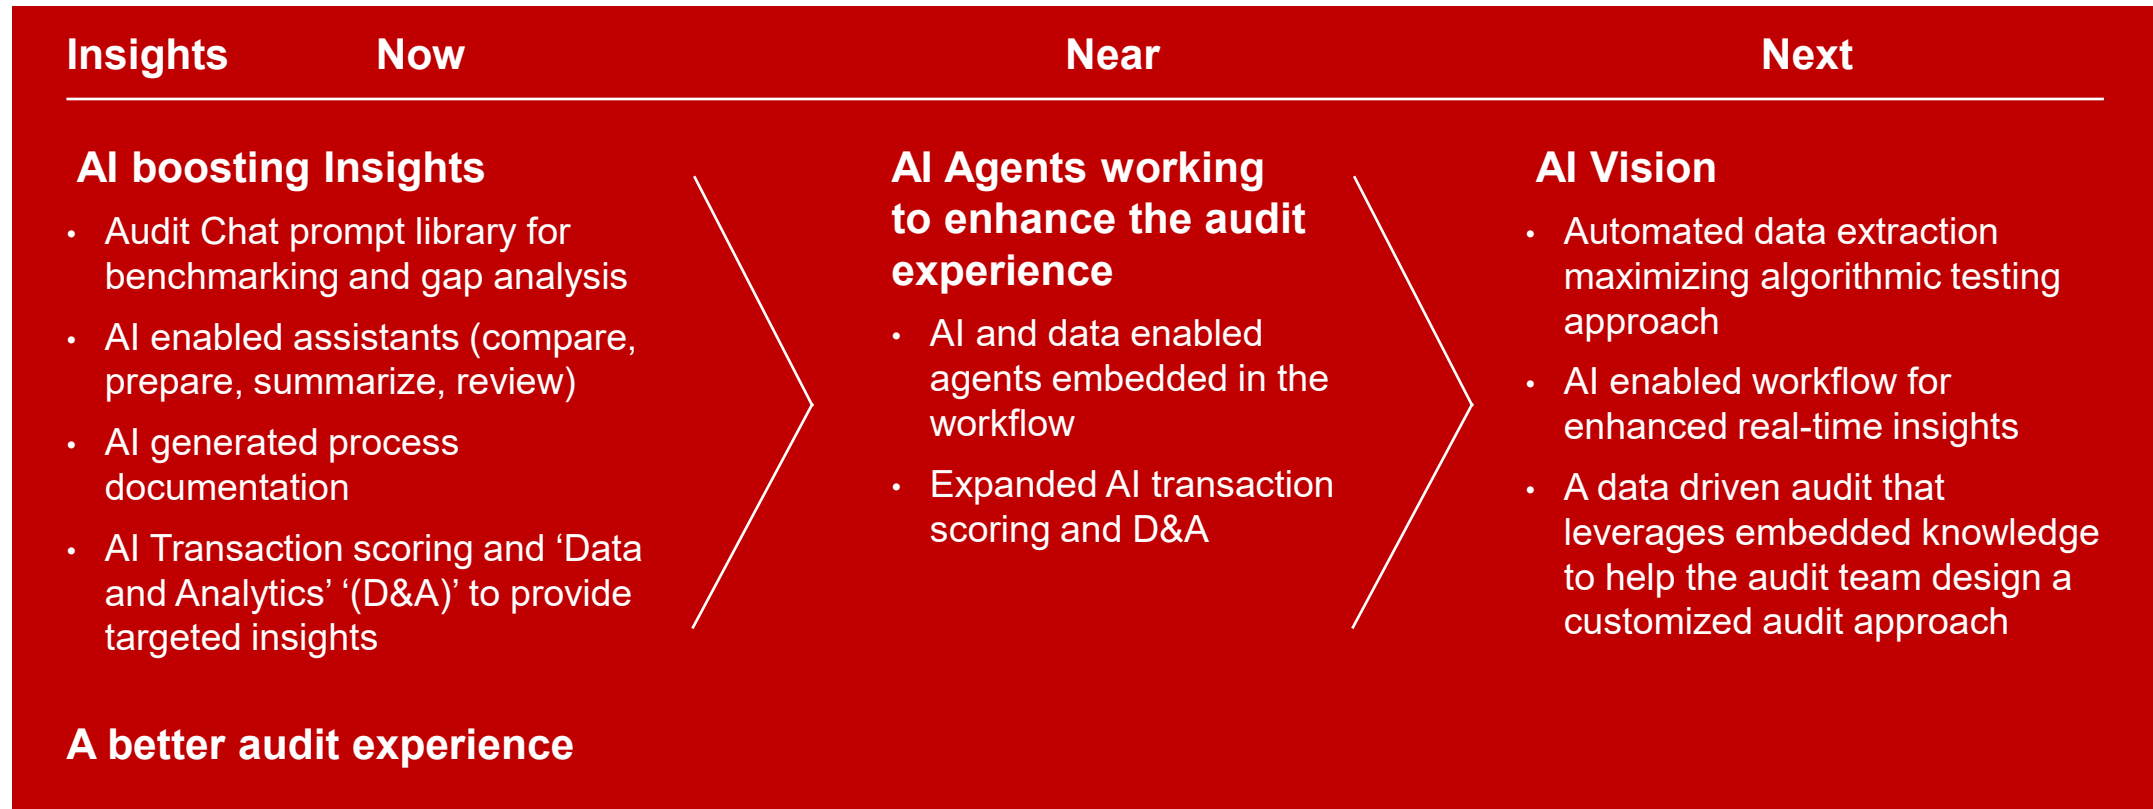 Insights Now Near Next
AI boosting Insights
• Audit Chat prompt library for
benchmarking and gap analysis
• AI enabled assistants (compare,
prepare, summarize, review)
• AI generated process
documentation
• AI Transaction scoring and ‘Data
and Analytics’ ‘(D&A)’ to provide
targeted insights
AI Agents working
to enhance the audit
experience
• AI and data enabled
agents embedded in the
workflow
• Expanded AI transaction
scoring and D&A
AI Vision
• Automated data extraction
maximizing algorithmic testing
approach
• AI enabled workflow for
enhanced real-time insights
• A data driven audit that
leverages embedded knowledge
to help the audit team design a
customized audit approach
A better audit experience